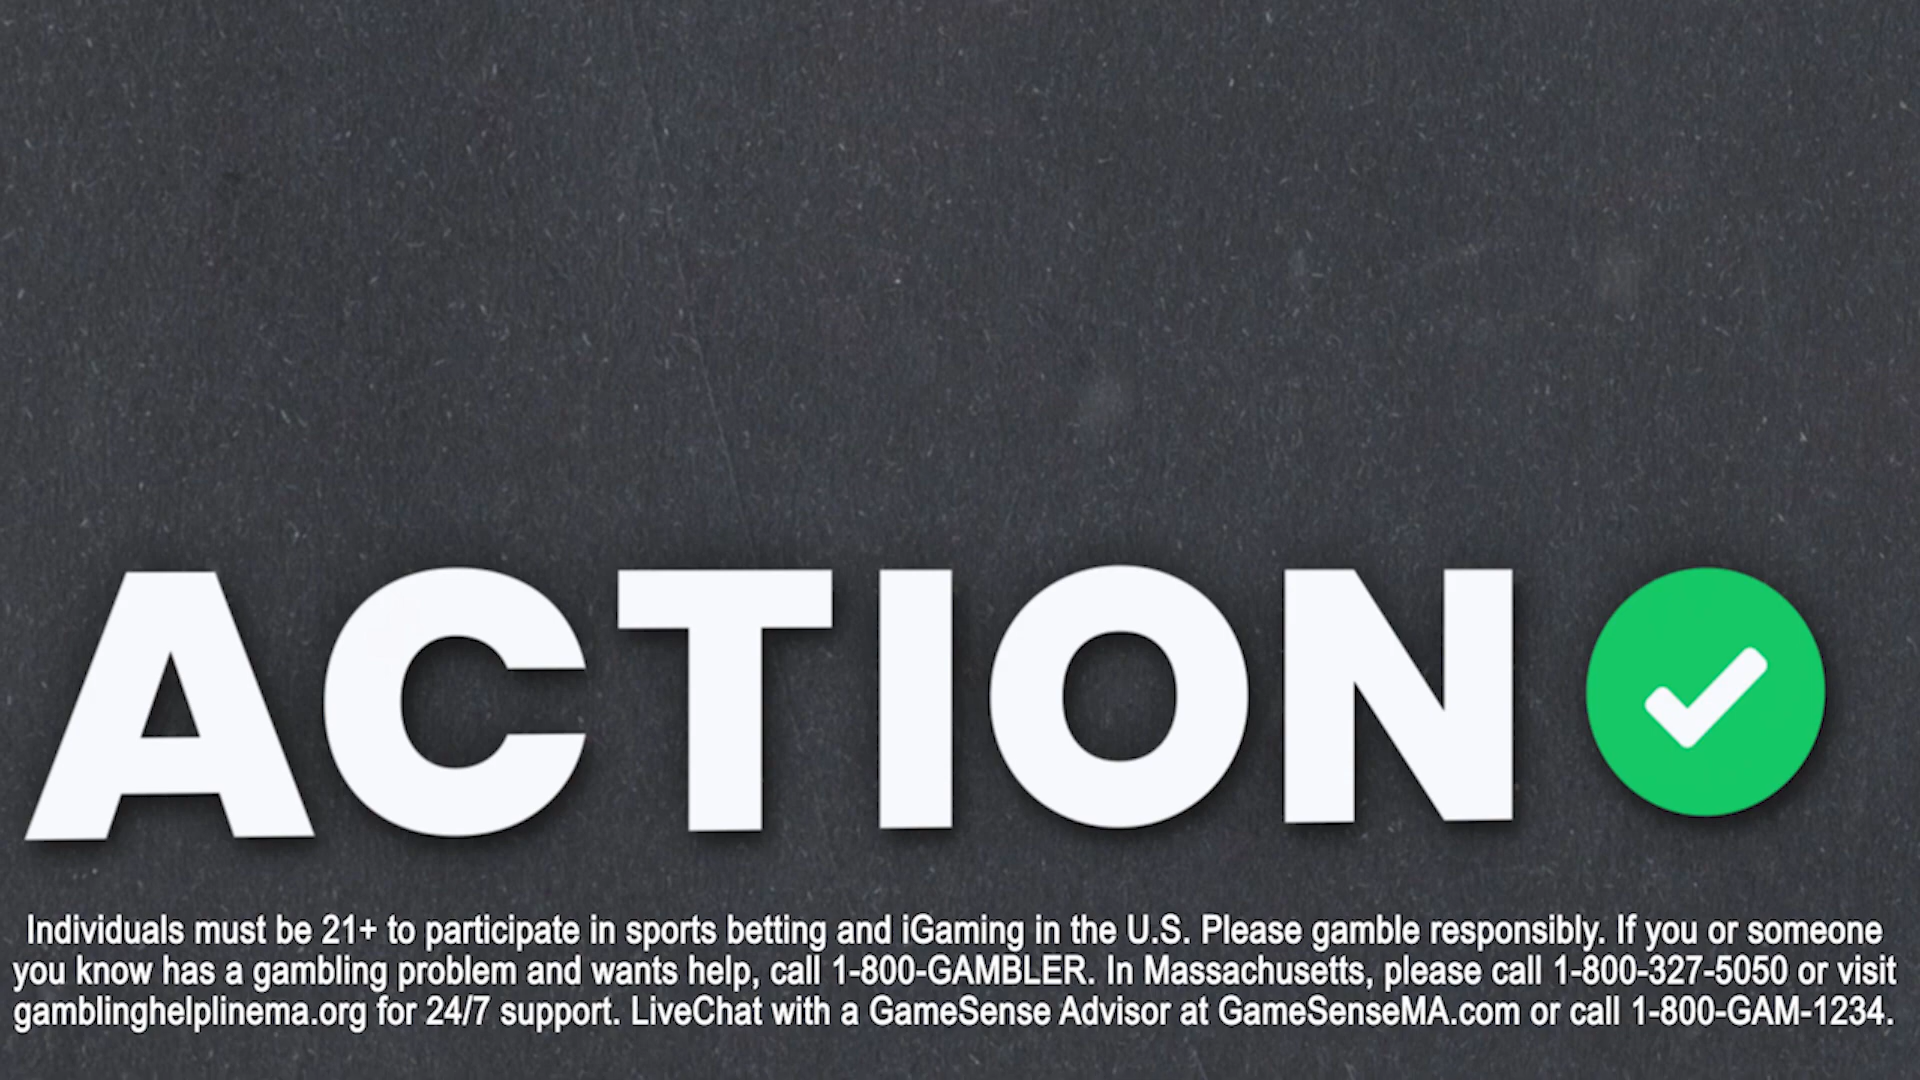 ACTION
Individuals must be 21+ to participate in sports betting and iGaming in the U.S. Please gamble responsibly. If you or someone
you know has a gambling problem and wants help, call 1-800-GAMBLER. In Massachusetts, please call 1-800-327-5050 or visit
gamblinghelplinema.org for 24/7 support. LiveChat with a GameSense Advisor at GameSenseMA.com or call 1-800-GAM-1234.